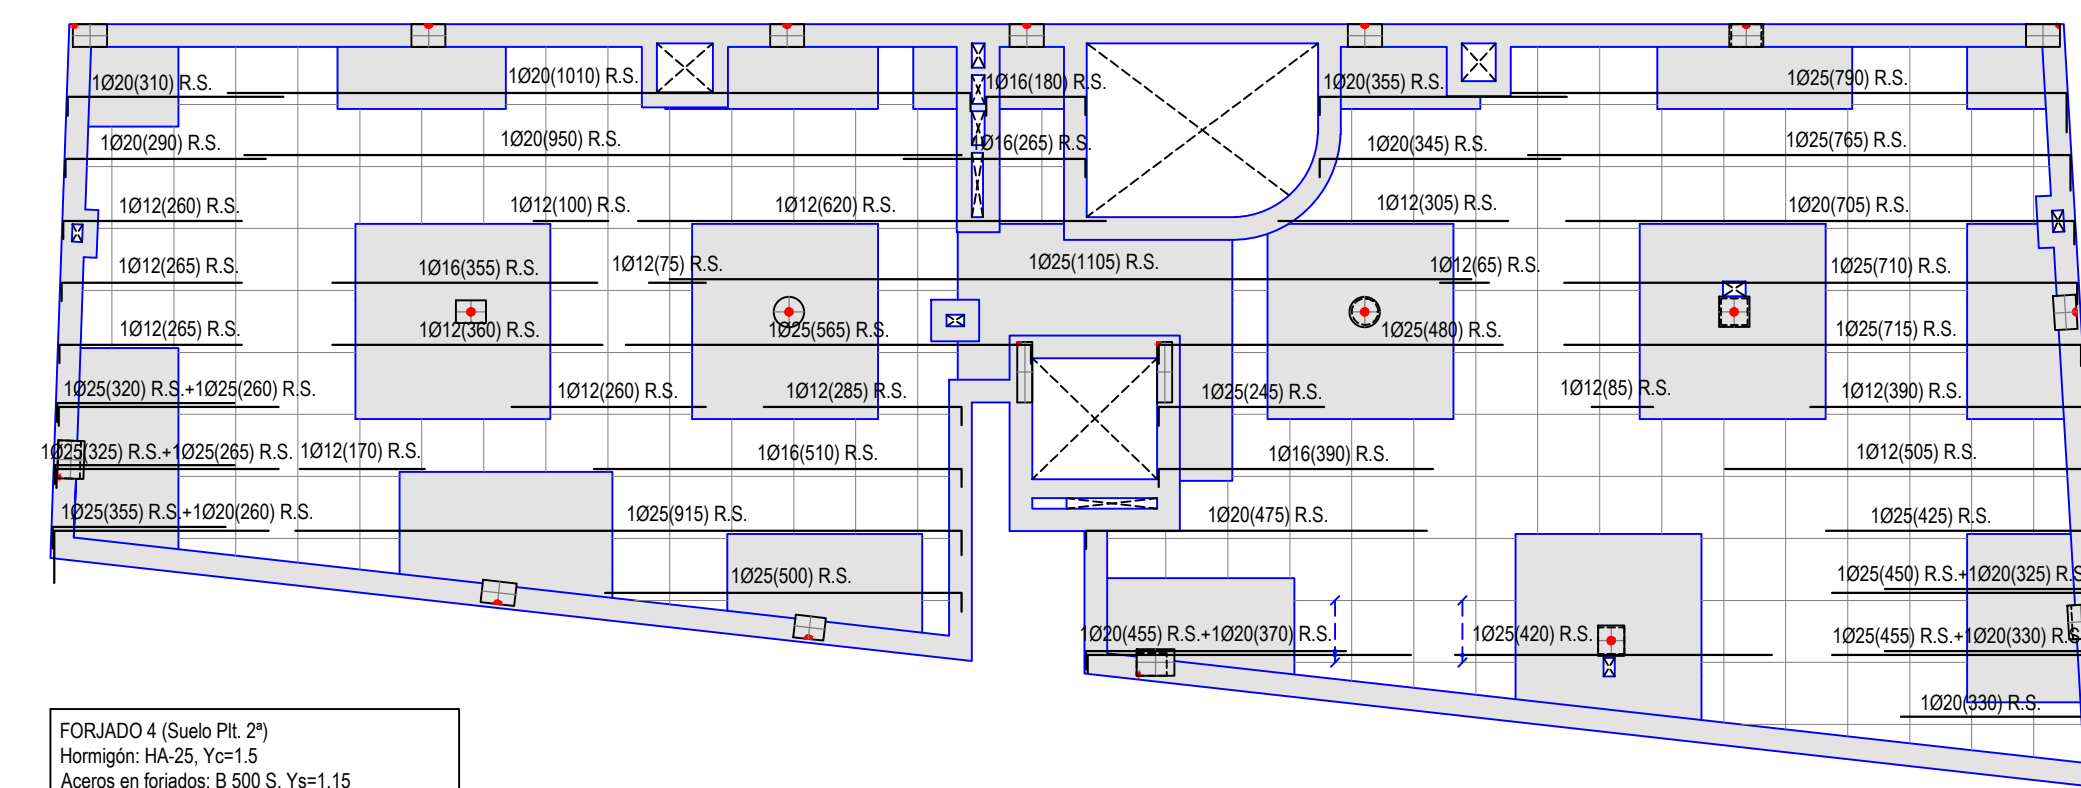 1Ø20(310) R.S.
1Ø20(1010) R.S.
1Ø16(180) R.S.
1Ø20(355) R.S.
1Ø25(790) R.S.
1Ø20(290) R.S.
1Ø20(950) R.S.
1Ø16(265) R.S.
1Ø20(345) R.S.
1Ø25(765) R.S.
1Ø12(260) R.S.
1Ø12(100) R.S.
1Ø12(620) R.S.
1Ø12(305) R.S.
1Ø20(705) R.S.
1Ø12(265) R.S.
1Ø16(355) R.S.
1Ø12(75) R.S.
1Ø25(1105) R.S.
1Ø12(65) R.S.
1Ø25(710) R.S.
1Ø12(265) R.S.
1Ø12(360) R.S.
1Ø25(565) R.S.
1Ø25(480) R.S.
1Ø25(715) R.S.
1Ø25(320) R.S.+1Ø25(260) R.S.
1Ø12(260) R.S.
1Ø12(285) R.S.
1Ø25(245) R.S.
1Ø12(85) R.S.
1Ø12(390) R.S.
1Ø25(325) R.S.+1Ø25(265) R.S.
1Ø12(170) R.S.
1Ø16(510) R.S.
1Ø16(390) R.S.
1Ø12(505) R.S.
1Ø25(355) R.S.+1Ø20(260) R.S.
1Ø25(915) R.S.
1Ø20(475) R.S.
1Ø25(425) R.S.
1Ø25(500) R.S.
1Ø25(450) R.S.+1Ø20(325) R.S
1Ø20(455) R.S.+1Ø20(370) R.S.
1Ø25(420) R.S.
1Ø25(455) R.S.+1Ø20(330) R.S
1Ø20(330) R.S.
FORJADO 4 (Suelo Plt. 2ª)
Hormigón: HA-25, Yc=1.5
Aceros en forjados: B 500 S, Ys=1.15